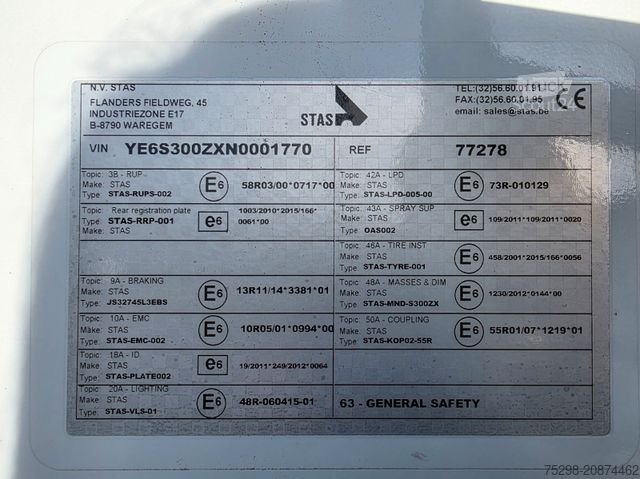 N.V. STAS
FLANDERS FIELDWEG, 45
INDUSTRIEZONE E17
B-8790 WAREGEM
STAS
TEL:(32)56.60.01.91
FAX:(32)56.60.01.95
email: sales@stas.be
CE
VIN YE6S300ZXN0001770 REF 77278
Topic: 3B - RUP-
Make: STAS
Type: STAS-RUPS-002
E6 58R03/00*0717*00
Topic: 42A - LPD
Make: STAS
Type: STAS-LPD-005-00
E6 73R-010129
Topic: Rear registration plate
Type: STAS-RRP-001
Make: STAS
e6 1003/2010*2015/166*
0061*00
Topic: 43A - SPRAY SUP
Make: STAS
Type: OAS002
e6 109/2011*109/2011*0020
Topic: 46A - TIRE INST
Make: STAS
Type: STAS-TYRE-001
E6 458/2001*2015/166*0056
Topic: 9A - BRAKING
Make: STAS
Type: JS32745L3EBS
E6 13R11/14*3381*01
Topic: 48A - MASSES & DIM
Make: STAS
Type: STAS-MND-S300ZX
E6 1230/2012*0144*00
Topic: 10A - EMC
Make: STAS
Type: STAS-EMC-002
E6 10R05/01*0994*00
Topic: 50A - COUPLING
Make: STAS
Type: STAS-KOP02-55R
E6 55R01/07*1219*01
Topic: 18A - ID
Make: STAS
Type: STAS-PLATE002
e6 19/2011*249/2012*0064
Topic: 20A - LIGHTING
Make: STAS
Type: STAS-VLS-01
E6 48R-060415-01
63 - GENERAL SAFETY
75298-20874462